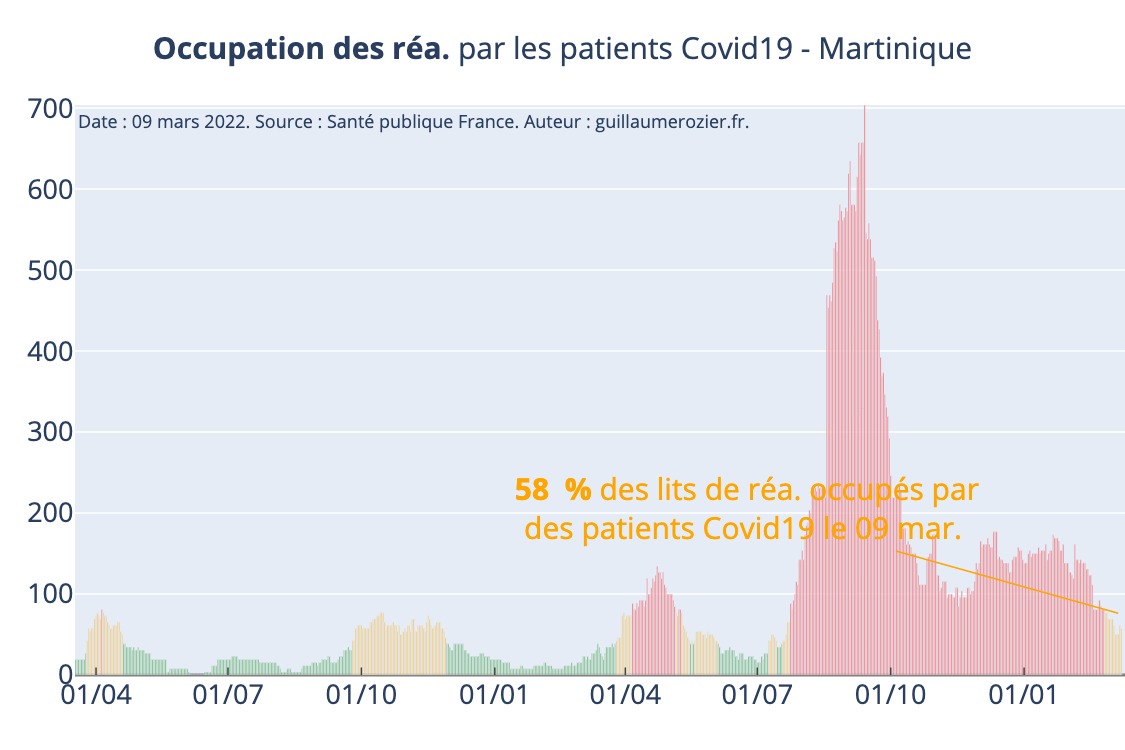 Occupation des réa. par les patients Covid19 - Martinique
700
Date : 09 mars 2022. Source : Santé publique France. Auteur : guillaumerozier.fr.
600
500
400
300
58 % des lits de réa. occupés par
200
des patients Covid19 le 09 mar.
100
0
01/04 01/07 01/10 01/01 01/04 01/07 01/10 01/01